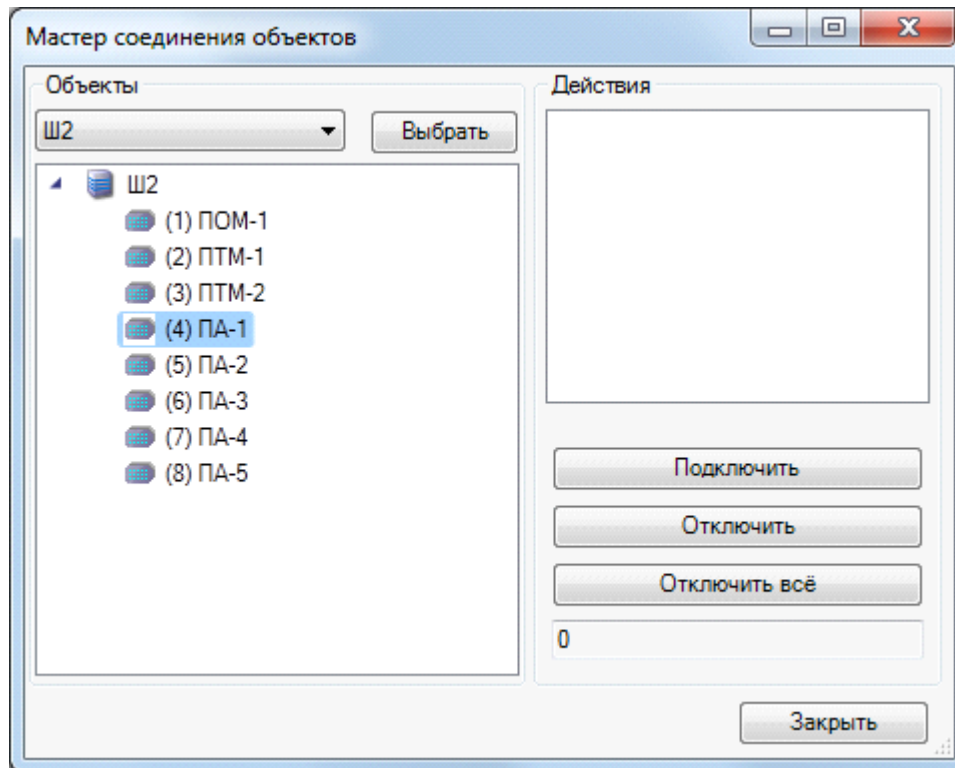 Мастер соединения объектов
Объекты
Ш2
Выбрать
Ш2
(1) ПОМ-1
(2) ПТМ-1
(3) ПТМ-2
(4) ПА-1
(5) ПА-2
(6) ПА-3
(7) ПА-4
(8) ПА-5
Действия
Подключить
Отключить
Отключить всё
0
Закрыть